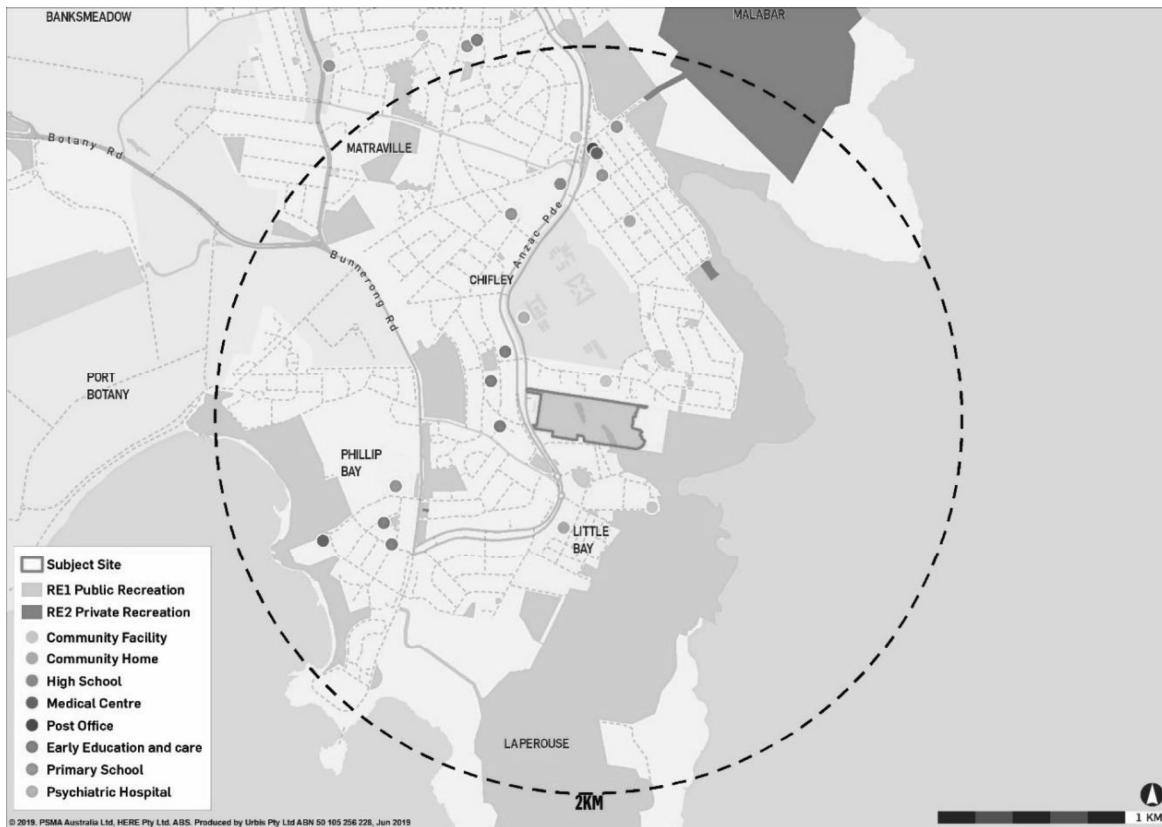 BANKSMEADOW
MALABAR
Botany Rd
MATRAVILLE
Anzac Pde
CHIFLEY
Bunnerong Rd
PORT
BOTANY
PHILLIP
BAY
LITTLE
BAY
Subject Site
RE1 Public Recreation
RE2 Private Recreation
Community Facility
Community Home
High School
Medical Centre
Post Office
Early Education and care
Primary School
Psychiatric Hospital
LAPEROUSE
2KM
1 KM
© 2019. PSMA Australia Ltd, HERE Pty Ltd. ABS. Produced by Urbis Pty Ltd ABN 50 105 256 228, Jun 2019